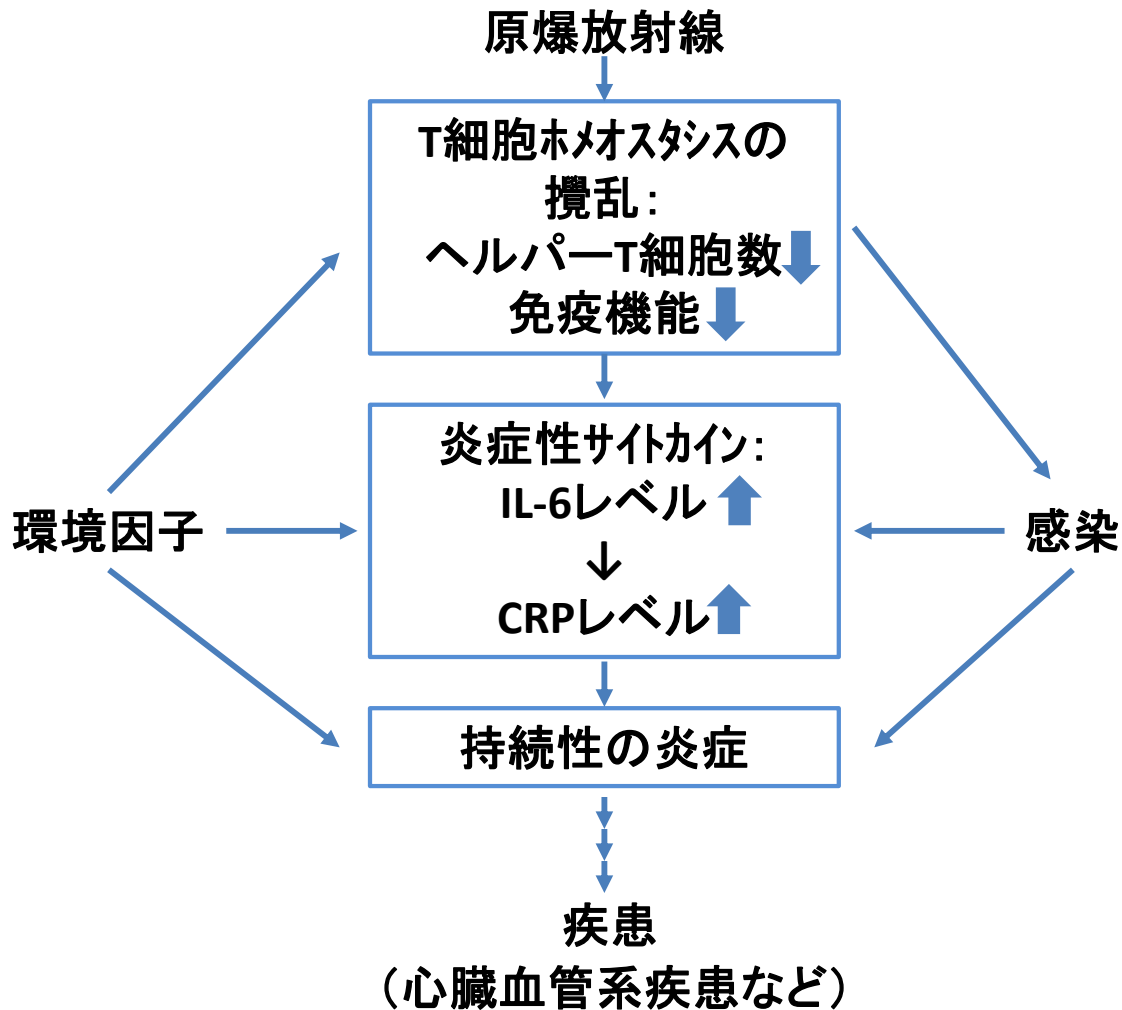 原爆放射線
T細胞ホメオスタシスの
攪乱：
ヘルパーT細胞数
免疫機能
炎症性サイトカイン：
IL-6レベル
↓
CRPレベル
環境因子
感染
持続性の炎症
疾患
（心臓血管系疾患など）